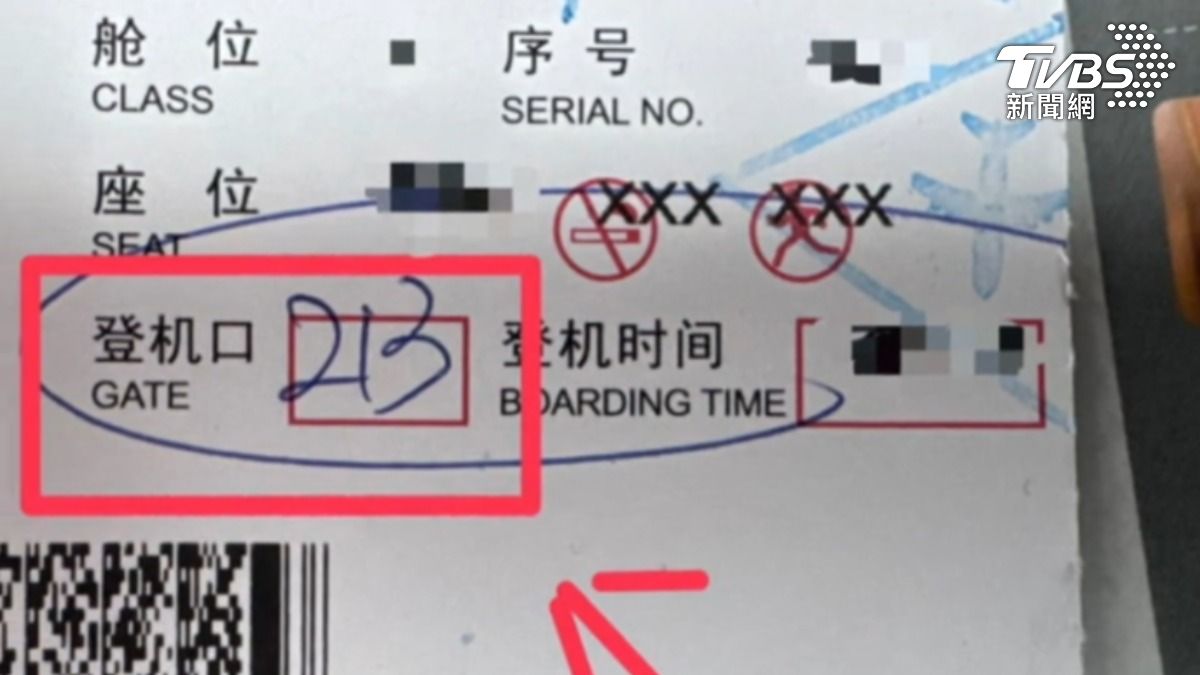 TVBS
新聞網
舱 位 序 号
CLASS SERIAL NO.
座 位 XXX XXX
SEAT
登机口 213 登机时间
GATE BOARDING TIME